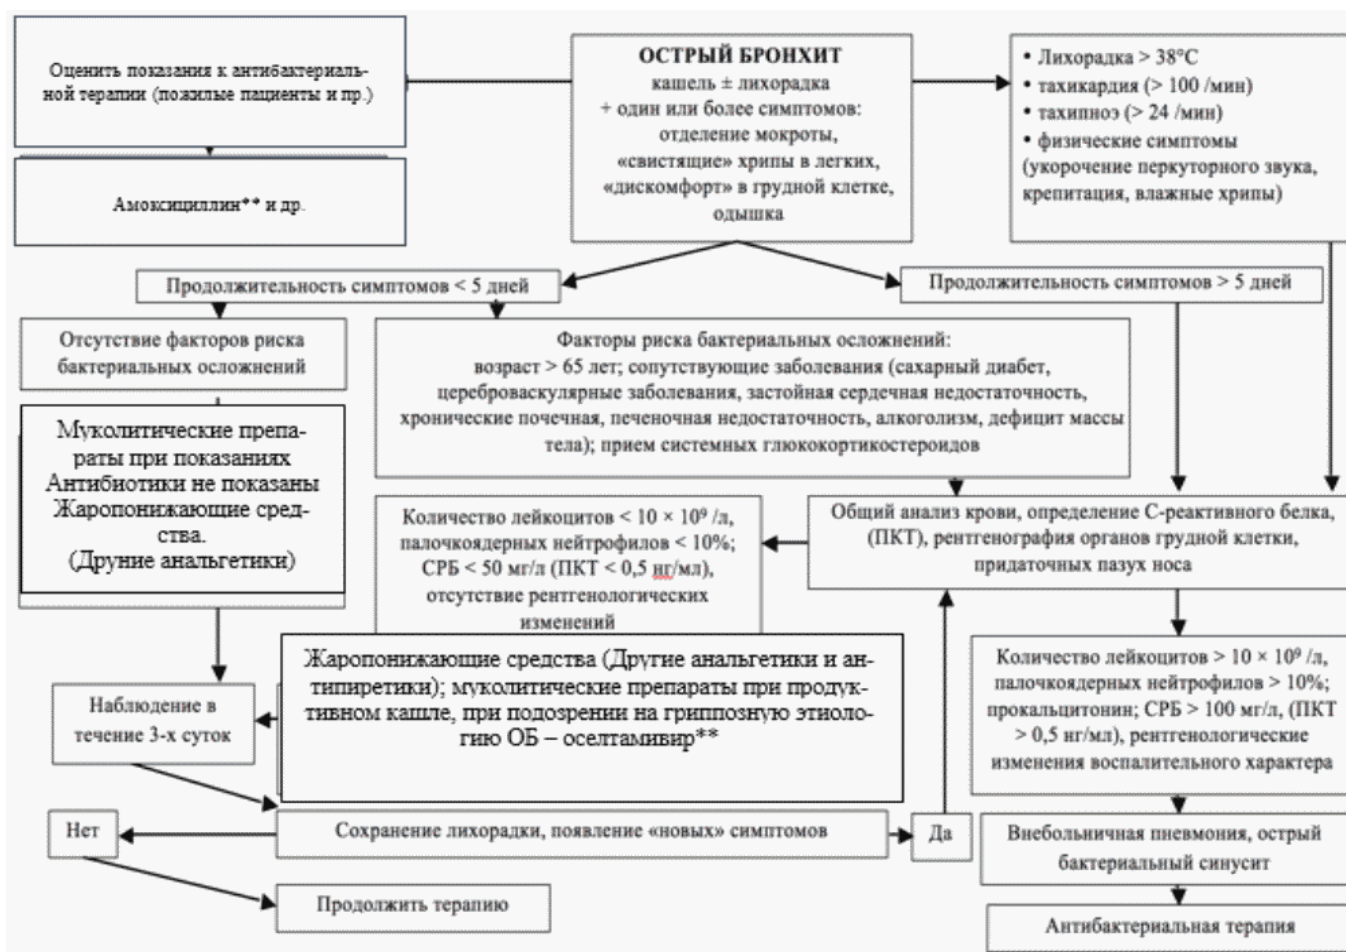 Оценить показания к антибактериаль-
ной терапии (пожилые пациенты и пр.)
Амоксициллин** и др.
ОСТРЫЙ БРОНХИТ
кашель ± лихорадка
+ один или более симптомов:
отделение мокроты,
«свистящие» хрипы в легких,
«дискомфорт» в грудной клетке,
одышка
• Лихорадка > 38°C
• тахикардия (> 100 /мин)
• тахипноэ (> 24 /мин)
• физические симптомы
(укорочение перкуторного звука,
крепитация, влажные хрипы)
Продолжительность симптомов < 5 дней
Продолжительность симптомов > 5 дней
Отсутствие факторов риска
бактериальных осложнений
Факторы риска бактериальных осложнений:
возраст > 65 лет; сопутствующие заболевания (сахарный диабет,
цереброваскулярные заболевания, застойная сердечная недостаточность,
хронические почечная, печеночная недостаточность, алкоголизм, дефицит массы
тела); прием системных глюкокортикостероидов
Муколитические препа-
раты при показаниях
Антибиотики не показаны
Жаропонижающие сред-
ства.
(Друние анальгетики)
Количество лейкоцитов < 10 × 10⁹ /л,
палочкоядерных нейтрофилов < 10%;
СРБ < 50 мг/л (ПКТ < 0,5 нг/мл),
отсутствие рентгенологических
изменений
Общий анализ крови, определение С-реактивного белка,
(ПКТ), рентгенография органов грудной клетки,
придаточных пазух носа
Жаропонижающие средства (Другие анальгетики и ан-
типиретики); муколитические препараты при продук-
тивном кашле, при подозрении на гриппозную этиоло-
гию ОБ – оселтамивир**
Количество лейкоцитов > 10 × 10⁹ /л,
палочкоядерных нейтрофилов > 10%;
прокальцитонин; СРБ > 100 мг/л, (ПКТ
> 0,5 нг/мл), рентгенологические
изменения воспалительного характера
Наблюдение в
течение 3-х суток
Нет
Сохранение лихорадки, появление «новых» симптомов
Да
Внебольничная пневмония, острый
бактериальный синусит
Продолжить терапию
Антибактериальная терапия